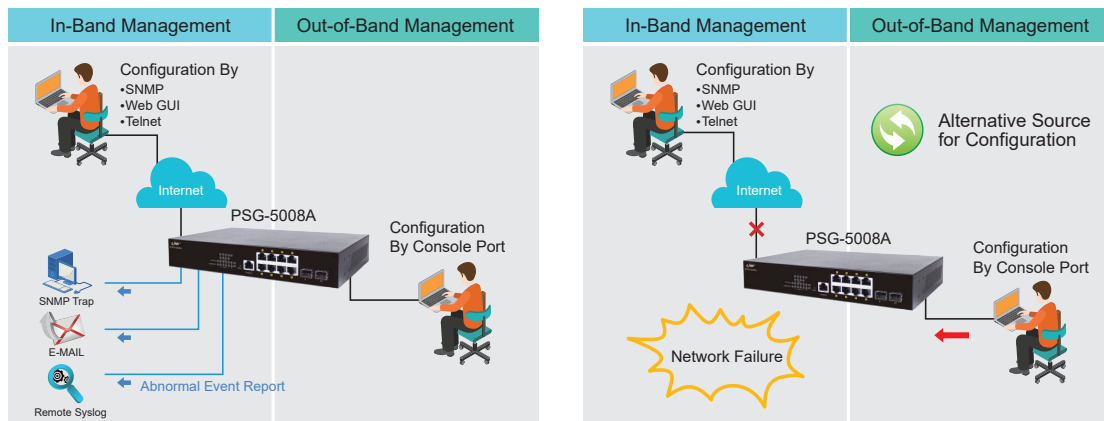 In-Band Management
Out-of-Band Management
Configuration By
•SNMP
•Web GUI
•Telnet
Internet
PSG-5008A
Configuration
By Console Port
SNMP Trap
E-MAIL
Abnormal Event Report
Remote Syslog
In-Band Management
Out-of-Band Management
Configuration By
•SNMP
•Web GUI
•Telnet
Alternative Source
for Configuration
Internet
PSG-5008A
Configuration
By Console Port
Network Failure